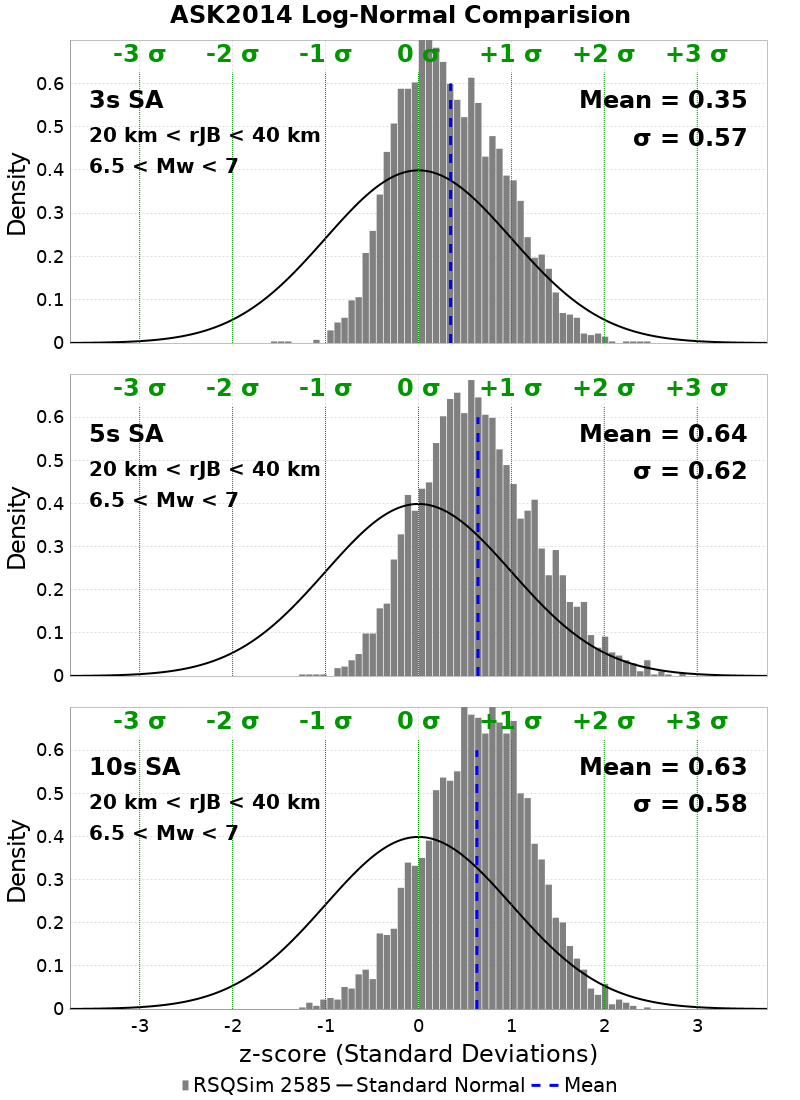 ASK2014 Log-Normal Comparision
-3 σ -2 σ -1 σ 0 σ +1 σ +2 σ +3 σ
3s SA
20 km < rJB < 40 km
6.5 < Mw < 7
Mean = 0.35
σ = 0.57
Density
0.6
0.5
0.4
0.3
0.2
0.1
0
-3 σ -2 σ -1 σ 0 σ +1 σ +2 σ +3 σ
5s SA
20 km < rJB < 40 km
6.5 < Mw < 7
Mean = 0.64
σ = 0.62
Density
0.6
0.5
0.4
0.3
0.2
0.1
0
-3 σ -2 σ -1 σ 0 σ +1 σ +2 σ +3 σ
10s SA
20 km < rJB < 40 km
6.5 < Mw < 7
Mean = 0.63
σ = 0.58
Density
0.6
0.5
0.4
0.3
0.2
0.1
0
-3 -2 -1 0 1 2 3
z-score (Standard Deviations)
RSQSim 2585 Standard Normal Mean